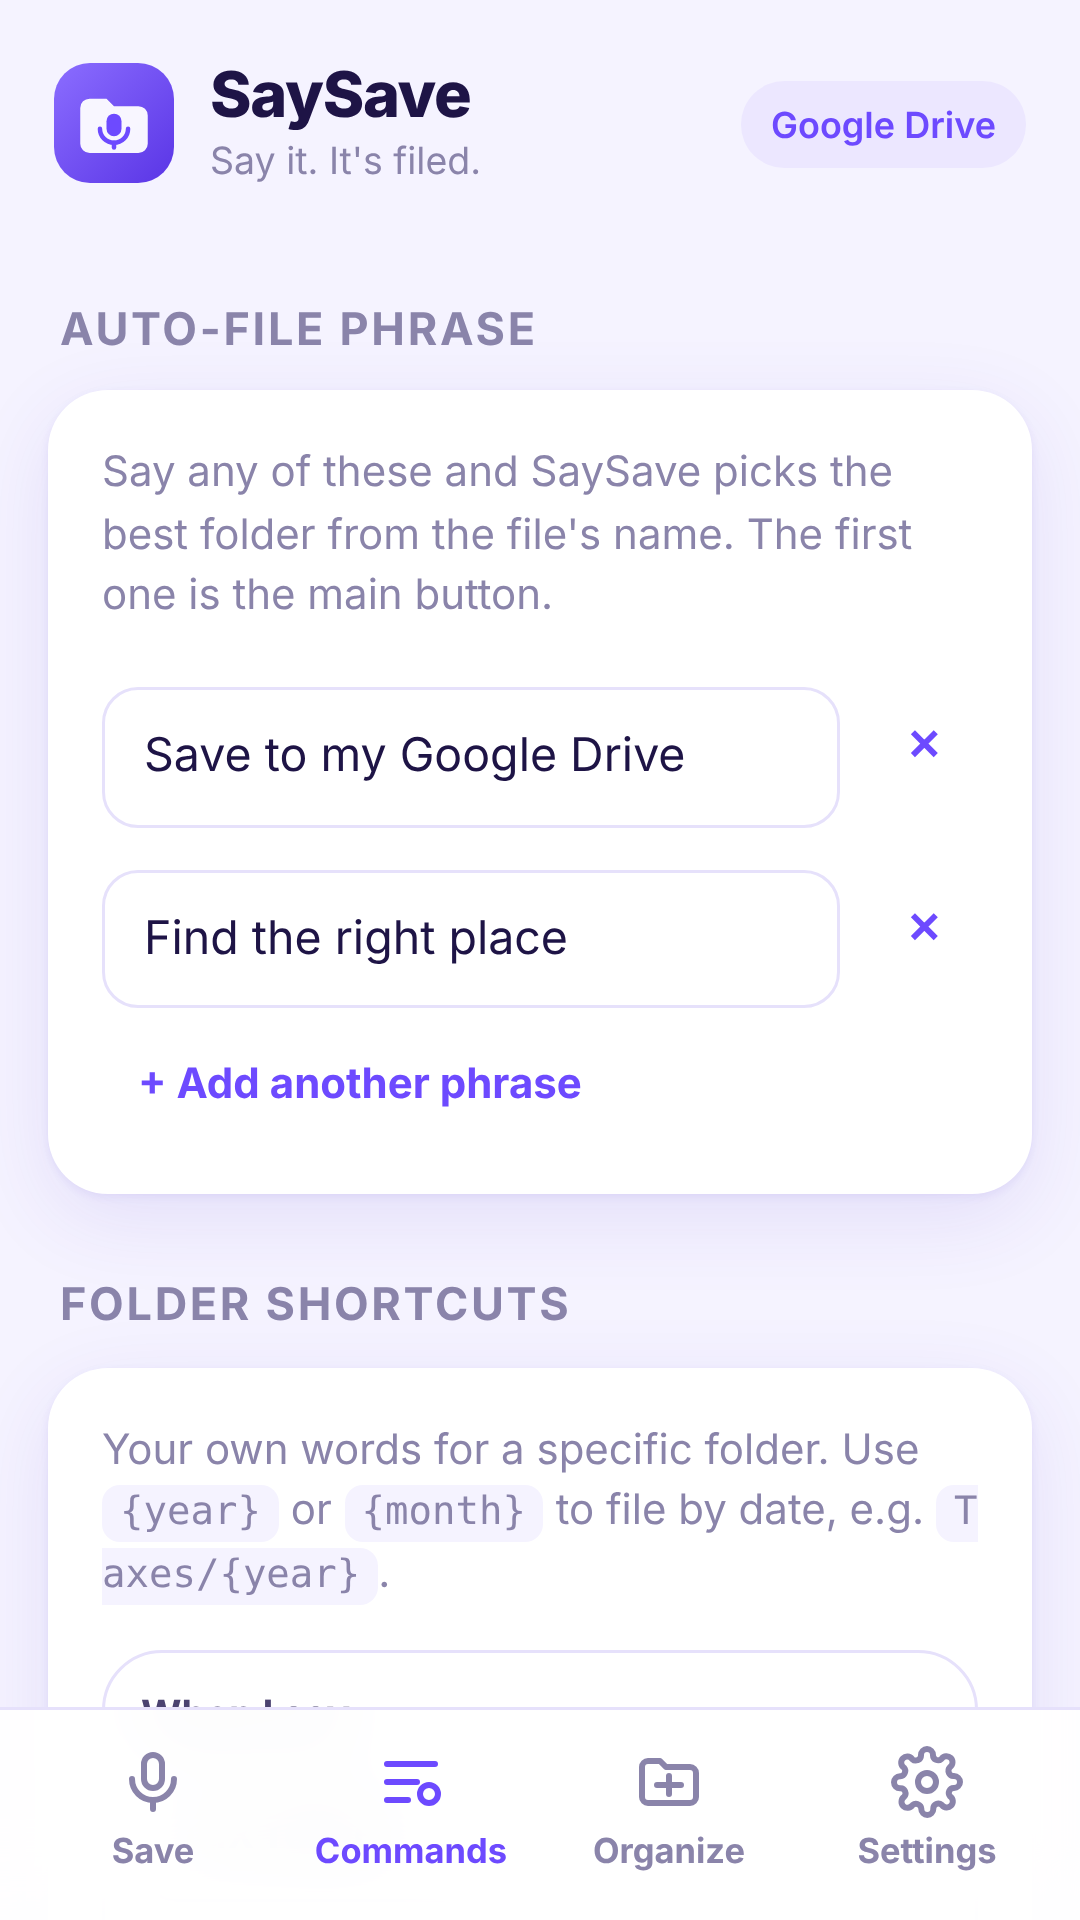 SaySave
Say it. It's filed.
Google Drive
AUTO-FILE PHRASE
Say any of these and SaySave picks the
best folder from the file's name. The first
one is the main button.
Save to my Google Drive
×
Find the right place
×
+ Add another phrase
FOLDER SHORTCUTS
Your own words for a specific folder. Use
{year} or {month} to file by date, e.g. T
axes/{year}.
Save
Commands
Organize
Settings